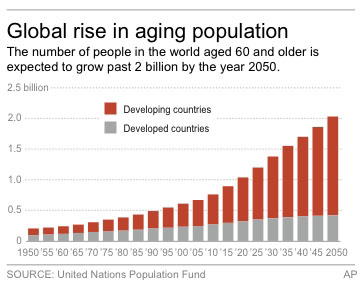 Global rise in aging population
The number of people in the world aged 60 and older is
expected to grow past 2 billion by the year 2050.
2.5 billion
Developing countries
Developed countries
2.0
1.5
1.0
0.5
0
1950 '55 '60 '65 '70 '75 '80 '85 '90 '95 '00 '05 '10 '15 '20 '25 '30 '35 '40 '45 2050
SOURCE: United Nations Population Fund AP